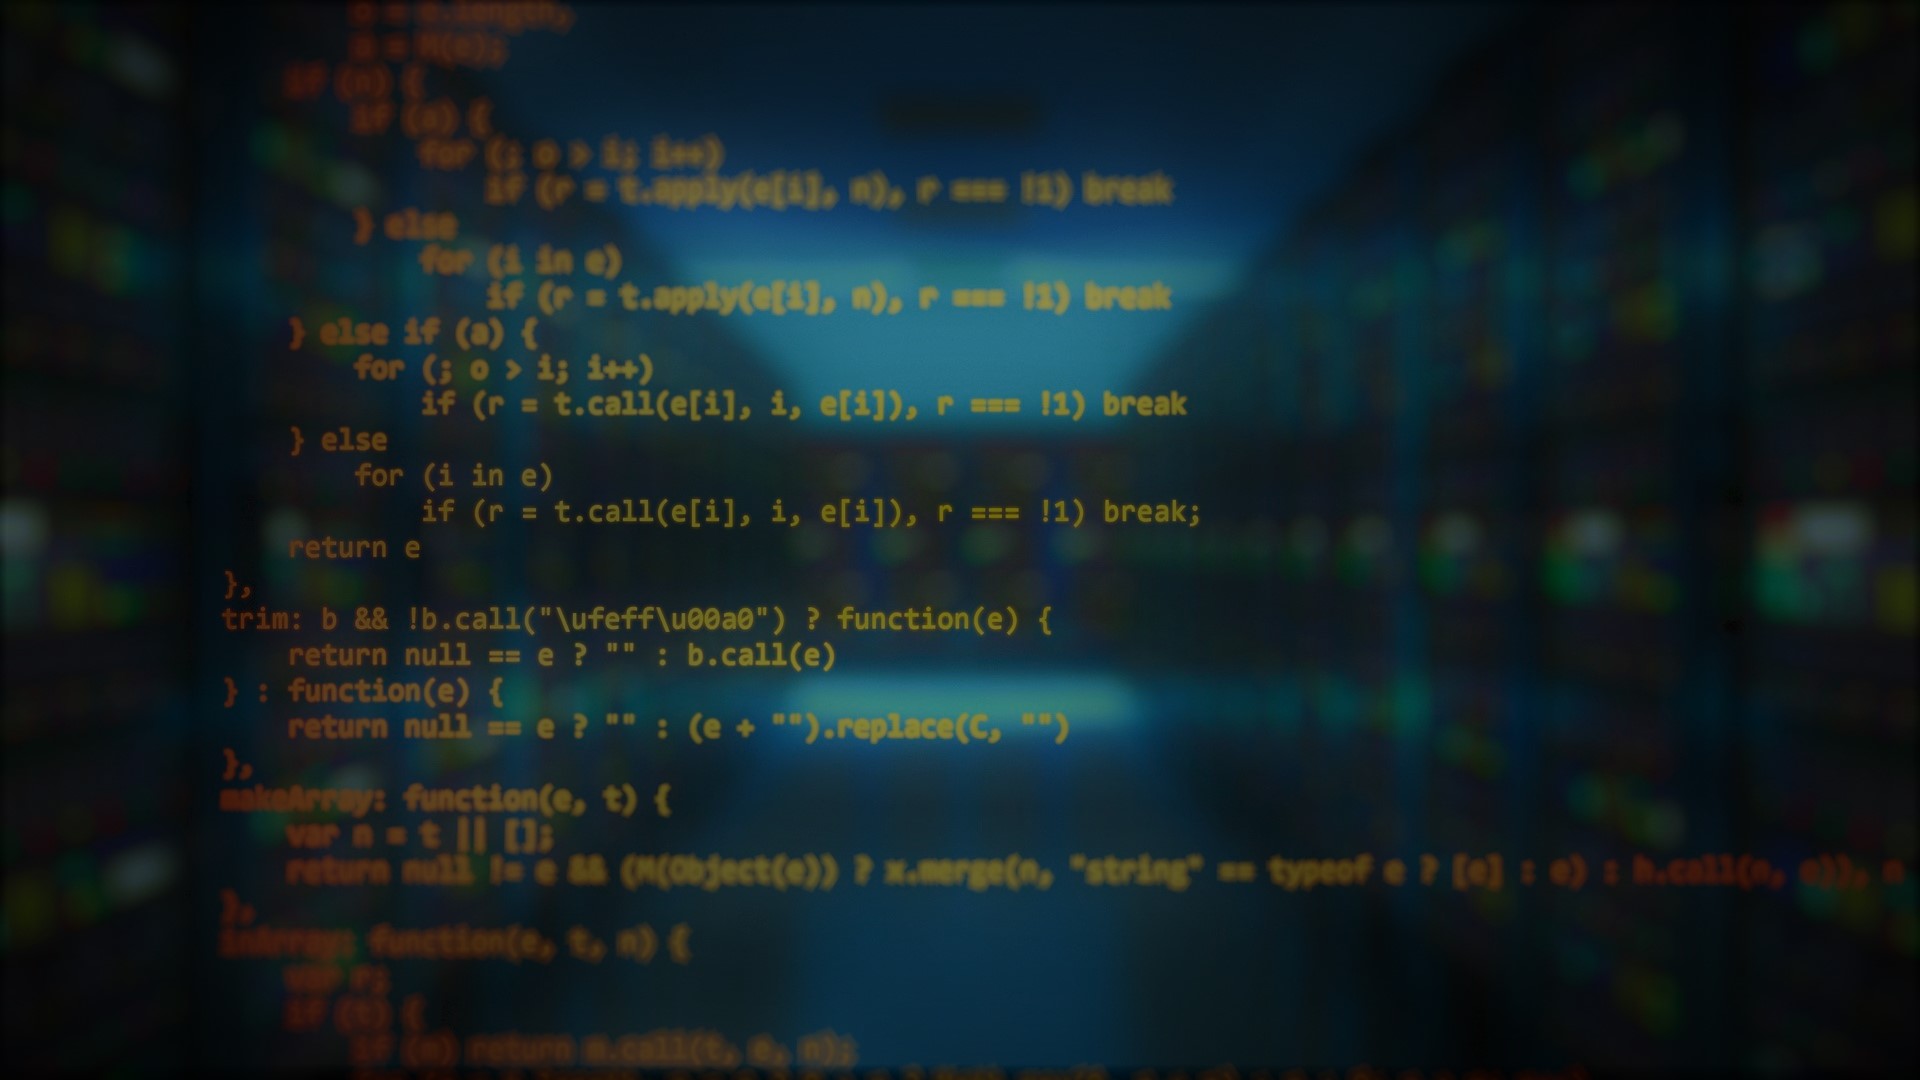 o = e.length,
a = M(e);
if (n) {
if (a) {
for (; o > i; i++)
if (r = t.apply(e[i], n), r === !1) break
} else
for (i in e)
if (r = t.apply(e[i], n), r === !1) break
} else if (a) {
for (; o > i; i++)
if (r = t.call(e[i], i, e[i]), r === !1) break
} else
for (i in e)
if (r = t.call(e[i], i, e[i]), r === !1) break;
return e
},
trim: b && !b.call("\ufeff\u00a0") ? function(e) {
return null == e ? "" : b.call(e)
} : function(e) {
return null == e ? "" : (e + "").replace(C, "")
},
makeArray: function(e, t) {
var n = t || [];
return null != e && (M(Object(e)) ? x.merge(n, "string" == typeof e ? [e] : e) : h.call(n, e)), n
},
inArray: function(e, t, n) {
var r;
if (t) {
if (m) return m.call(t, e, n);